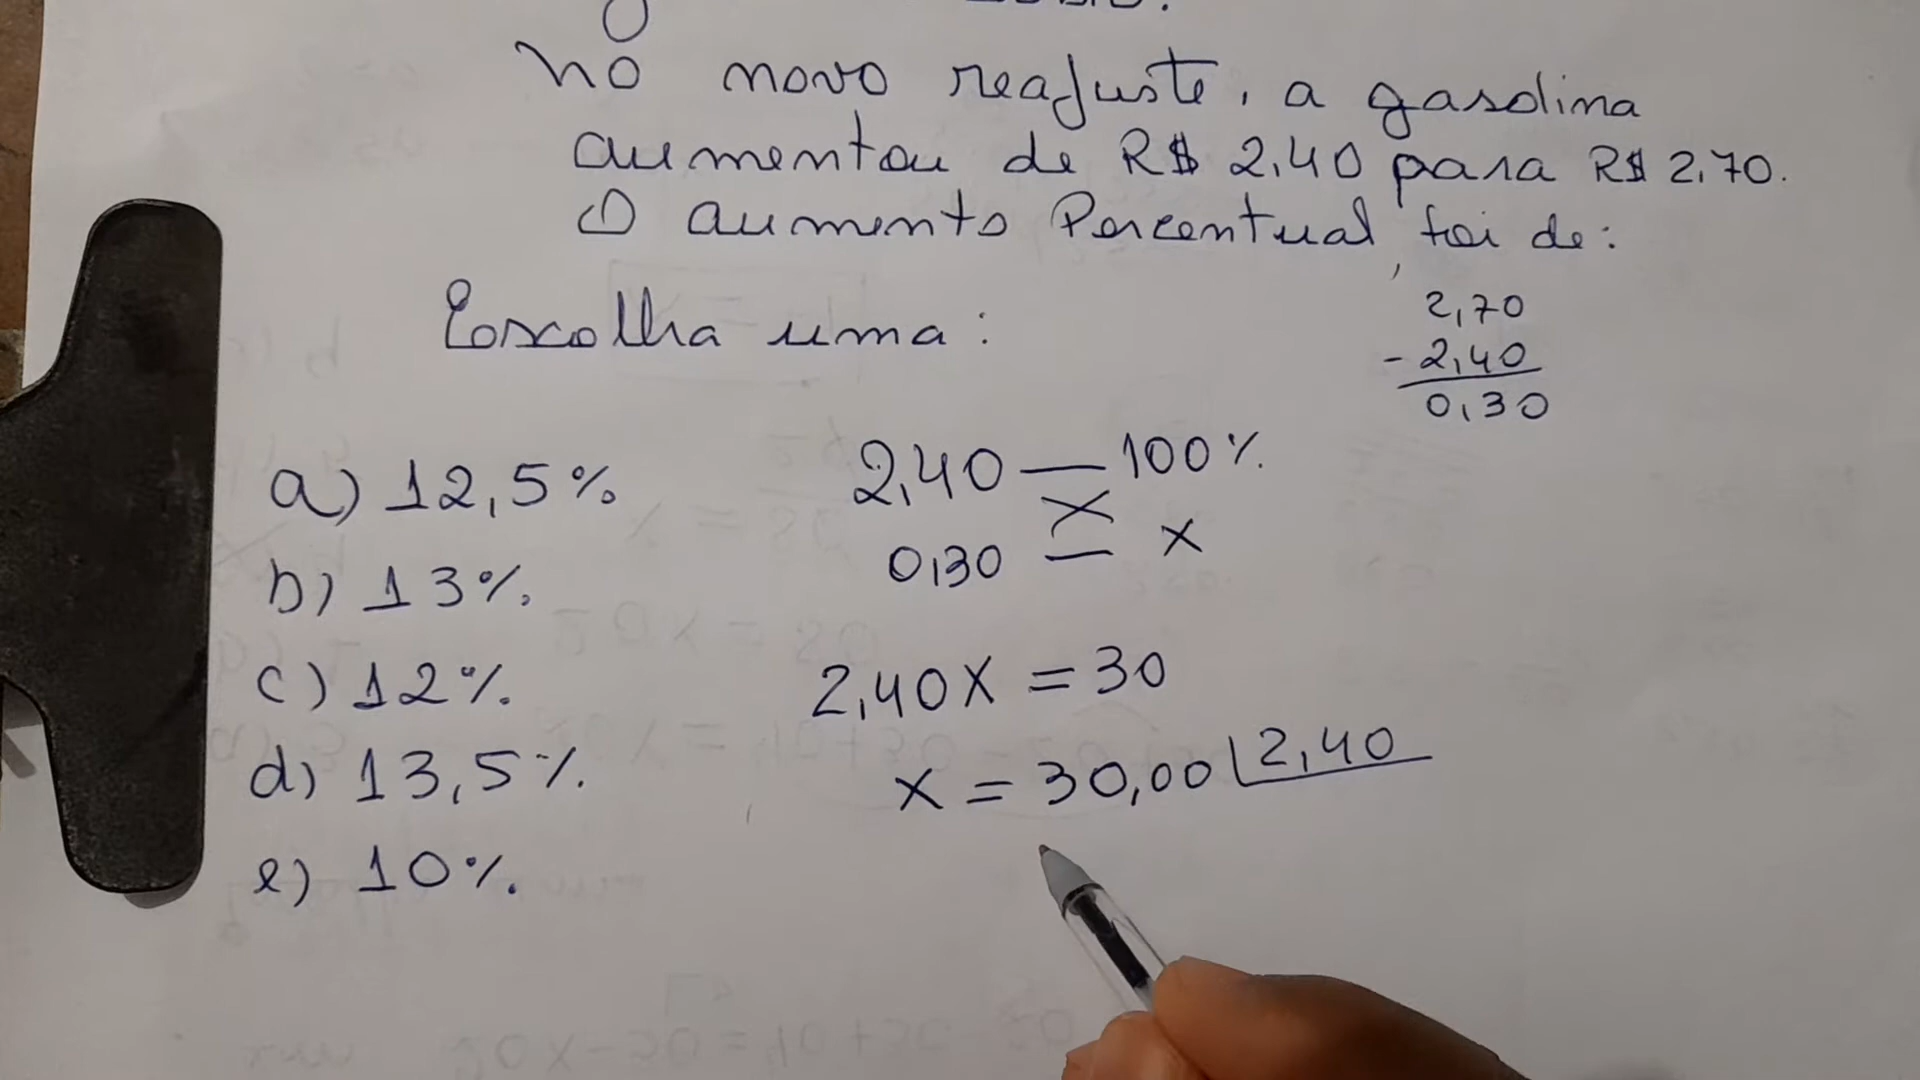 No novo reajuste, a gasolina
aumentou de R$ 2,40 para R$ 2,70.
O aumento Percentual foi de:
Escolha uma:
2,70
- 2,40
0,30
a) 12,5%
b) 13%
c) 12%
d) 13,5%
e) 10%
2,40 — 100%
0,30 — x
2,40x = 30
x = 30,00 2,40